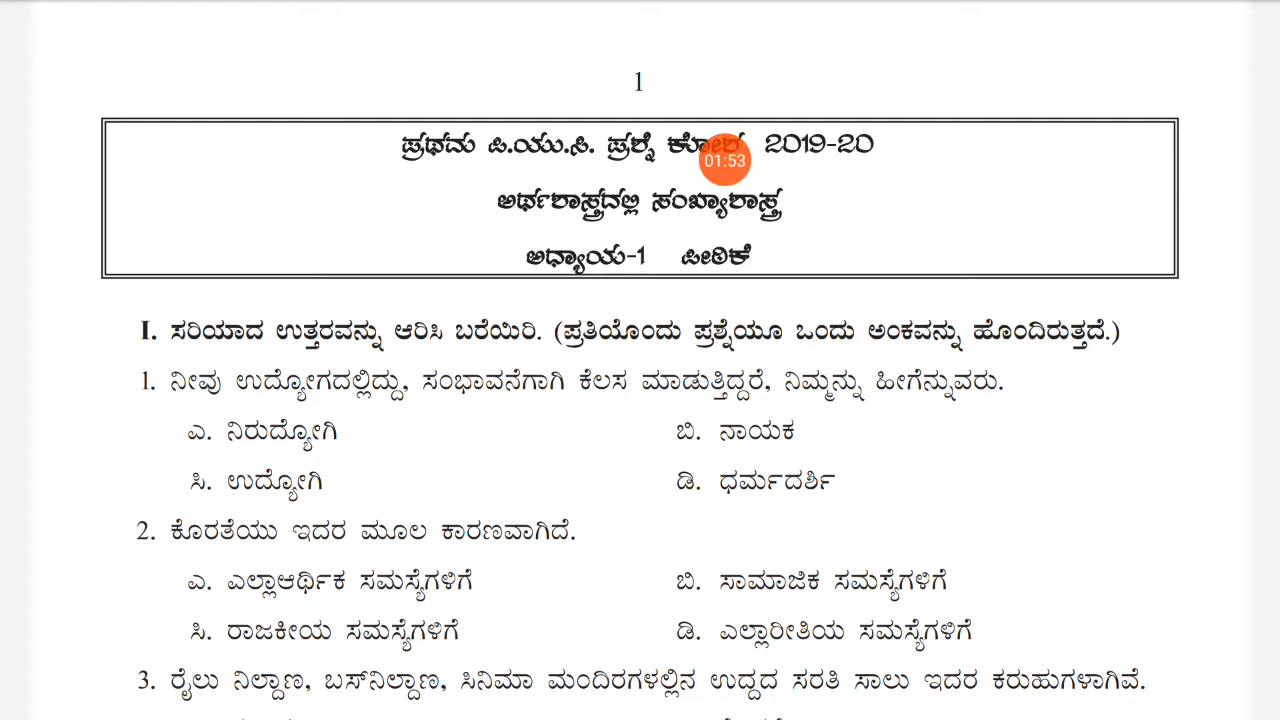 1
ಪ್ರಥಮ ಪಿ.ಯು.ಸಿ. ಪ್ರಶ್ನೆ ಕೋಶ 2019-20
01:53
ಅರ್ಥಶಾಸ್ತ್ರದಲ್ಲಿ ಸಂಖ್ಯಾಶಾಸ್ತ್ರ
ಅಧ್ಯಾಯ-1 ಪೀಠಿಕೆ
I. ಸರಿಯಾದ ಉತ್ತರವನ್ನು ಆರಿಸಿ ಬರೆಯಿರಿ. (ಪ್ರತಿಯೊಂದು ಪ್ರಶ್ನೆಯೂ ಒಂದು ಅಂಕವನ್ನು ಹೊಂದಿರುತ್ತದೆ.)
1. ನೀವು ಉದ್ಯೋಗದಲ್ಲಿದ್ದು, ಸಂಭಾವನೆಗಾಗಿ ಕೆಲಸ ಮಾಡುತ್ತಿದ್ದರೆ, ನಿಮ್ಮನ್ನು ಹೀಗೆನ್ನುವರು.
ಎ. ನಿರುದ್ಯೋಗಿ ಬಿ. ನಾಯಕ
ಸಿ. ಉದ್ಯೋಗಿ ಡಿ. ಧರ್ಮದರ್ಶಿ
2. ಕೊರತೆಯು ಇದರ ಮೂಲ ಕಾರಣವಾಗಿದೆ.
ಎ. ಎಲ್ಲಾಆರ್ಥಿಕ ಸಮಸ್ಯೆಗಳಿಗೆ ಬಿ. ಸಾಮಾಜಿಕ ಸಮಸ್ಯೆಗಳಿಗೆ
ಸಿ. ರಾಜಕೀಯ ಸಮಸ್ಯೆಗಳಿಗೆ ಡಿ. ಎಲ್ಲಾರೀತಿಯ ಸಮಸ್ಯೆಗಳಿಗೆ
3. ರೈಲು ನಿಲ್ದಾಣ, ಬಸ್‌ನಿಲ್ದಾಣ, ಸಿನಿಮಾ ಮಂದಿರಗಳಲ್ಲಿನ ಉದ್ದದ ಸರತಿ ಸಾಲು ಇದರ ಕರುಹುಗಳಾಗಿವೆ.